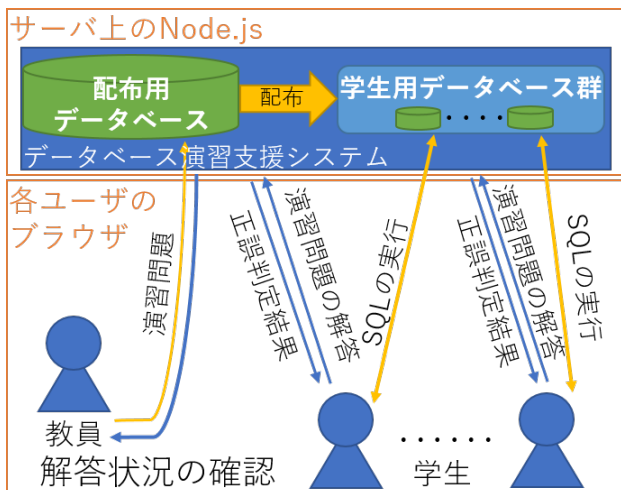 サーバ上のNode.js
配布用
データベース
配布
学生用データベース群
‥‥
データベース演習支援システム
各ユーザの
ブラウザ
演習問題
正誤判定結果
演習問題の解答
SQLの実行
正誤判定結果
演習問題の解答
SQLの実行
教員
解答状況の確認
‥‥‥
学生